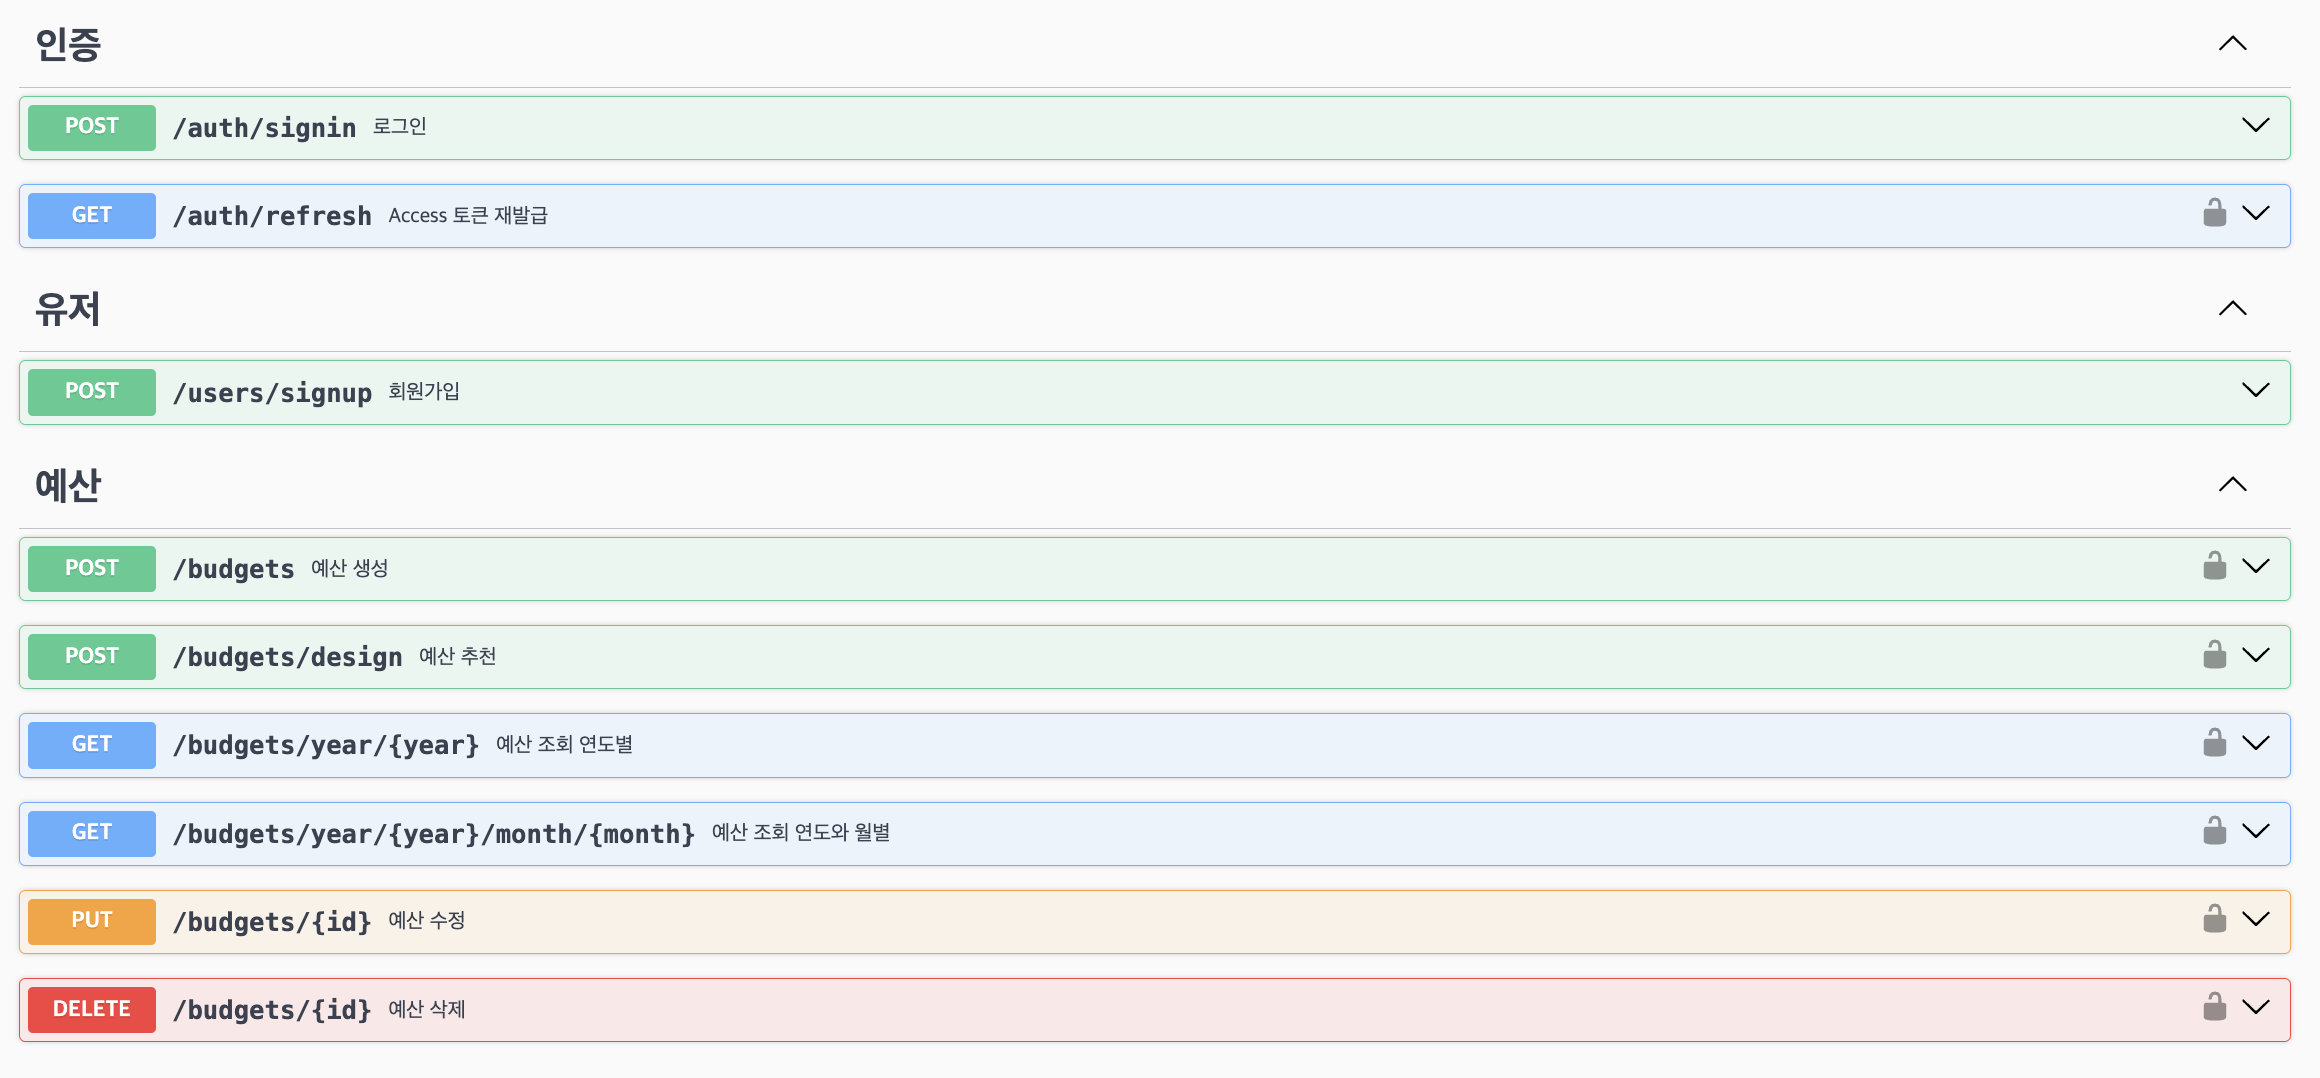 인증
POST /auth/signin 로그인
GET /auth/refresh Access 토큰 재발급
유저
POST /users/signup 회원가입
예산
POST /budgets 예산 생성
POST /budgets/design 예산 추천
GET /budgets/year/{year} 예산 조회 연도별
GET /budgets/year/{year}/month/{month} 예산 조회 연도와 월별
PUT /budgets/{id} 예산 수정
DELETE /budgets/{id} 예산 삭제